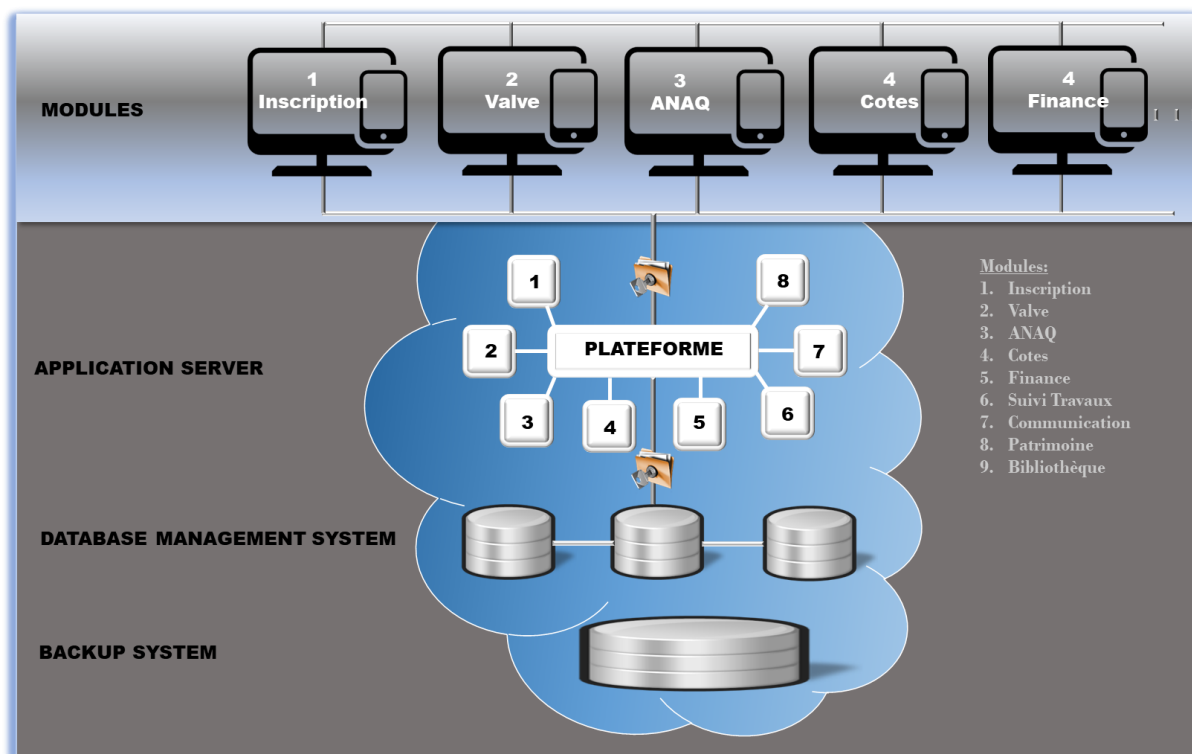 MODULES
1
Inscription
2
Valve
3
ANAQ
4
Cotes
4
Finance
APPLICATION SERVER
1
8
2
PLATEFORME
7
3
4
5
6
Modules:
1. Inscription
2. Valve
3. ANAQ
4. Cotes
5. Finance
6. Suivi Travaux
7. Communication
8. Patrimoine
9. Bibliothèque
DATABASE MANAGEMENT SYSTEM
BACKUP SYSTEM